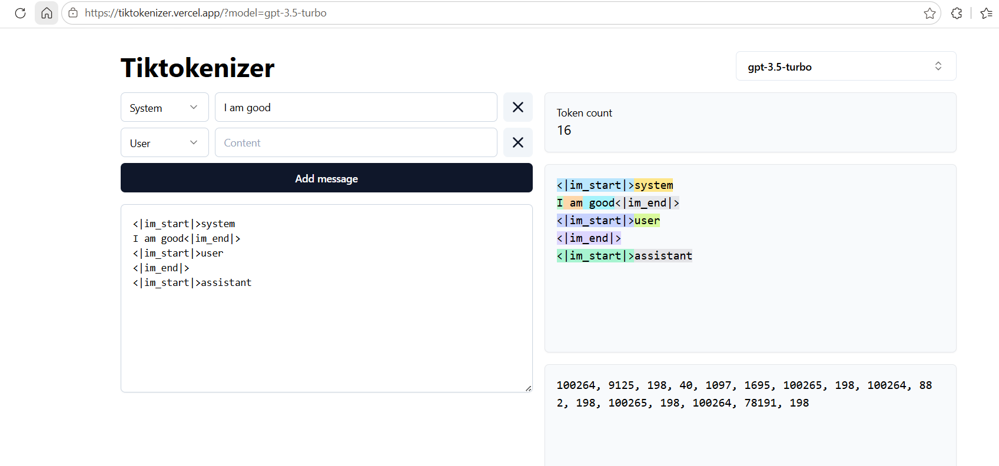 https://tiktokenizer.vercel.app/?model=gpt-3.5-turbo
Tiktokenizer
gpt-3.5-turbo
System
I am good
User
Content
Add message
<|im_start|>system
I am good<|im_end|>
<|im_start|>user
<|im_end|>
<|im_start|>assistant
Token count
16
<|im_start|>system
I am good<|im_end|>
<|im_start|>user
<|im_end|>
<|im_start|>assistant
100264, 9125, 198, 40, 1097, 1695, 100265, 198, 100264, 88
2, 198, 100265, 198, 100264, 78191, 198